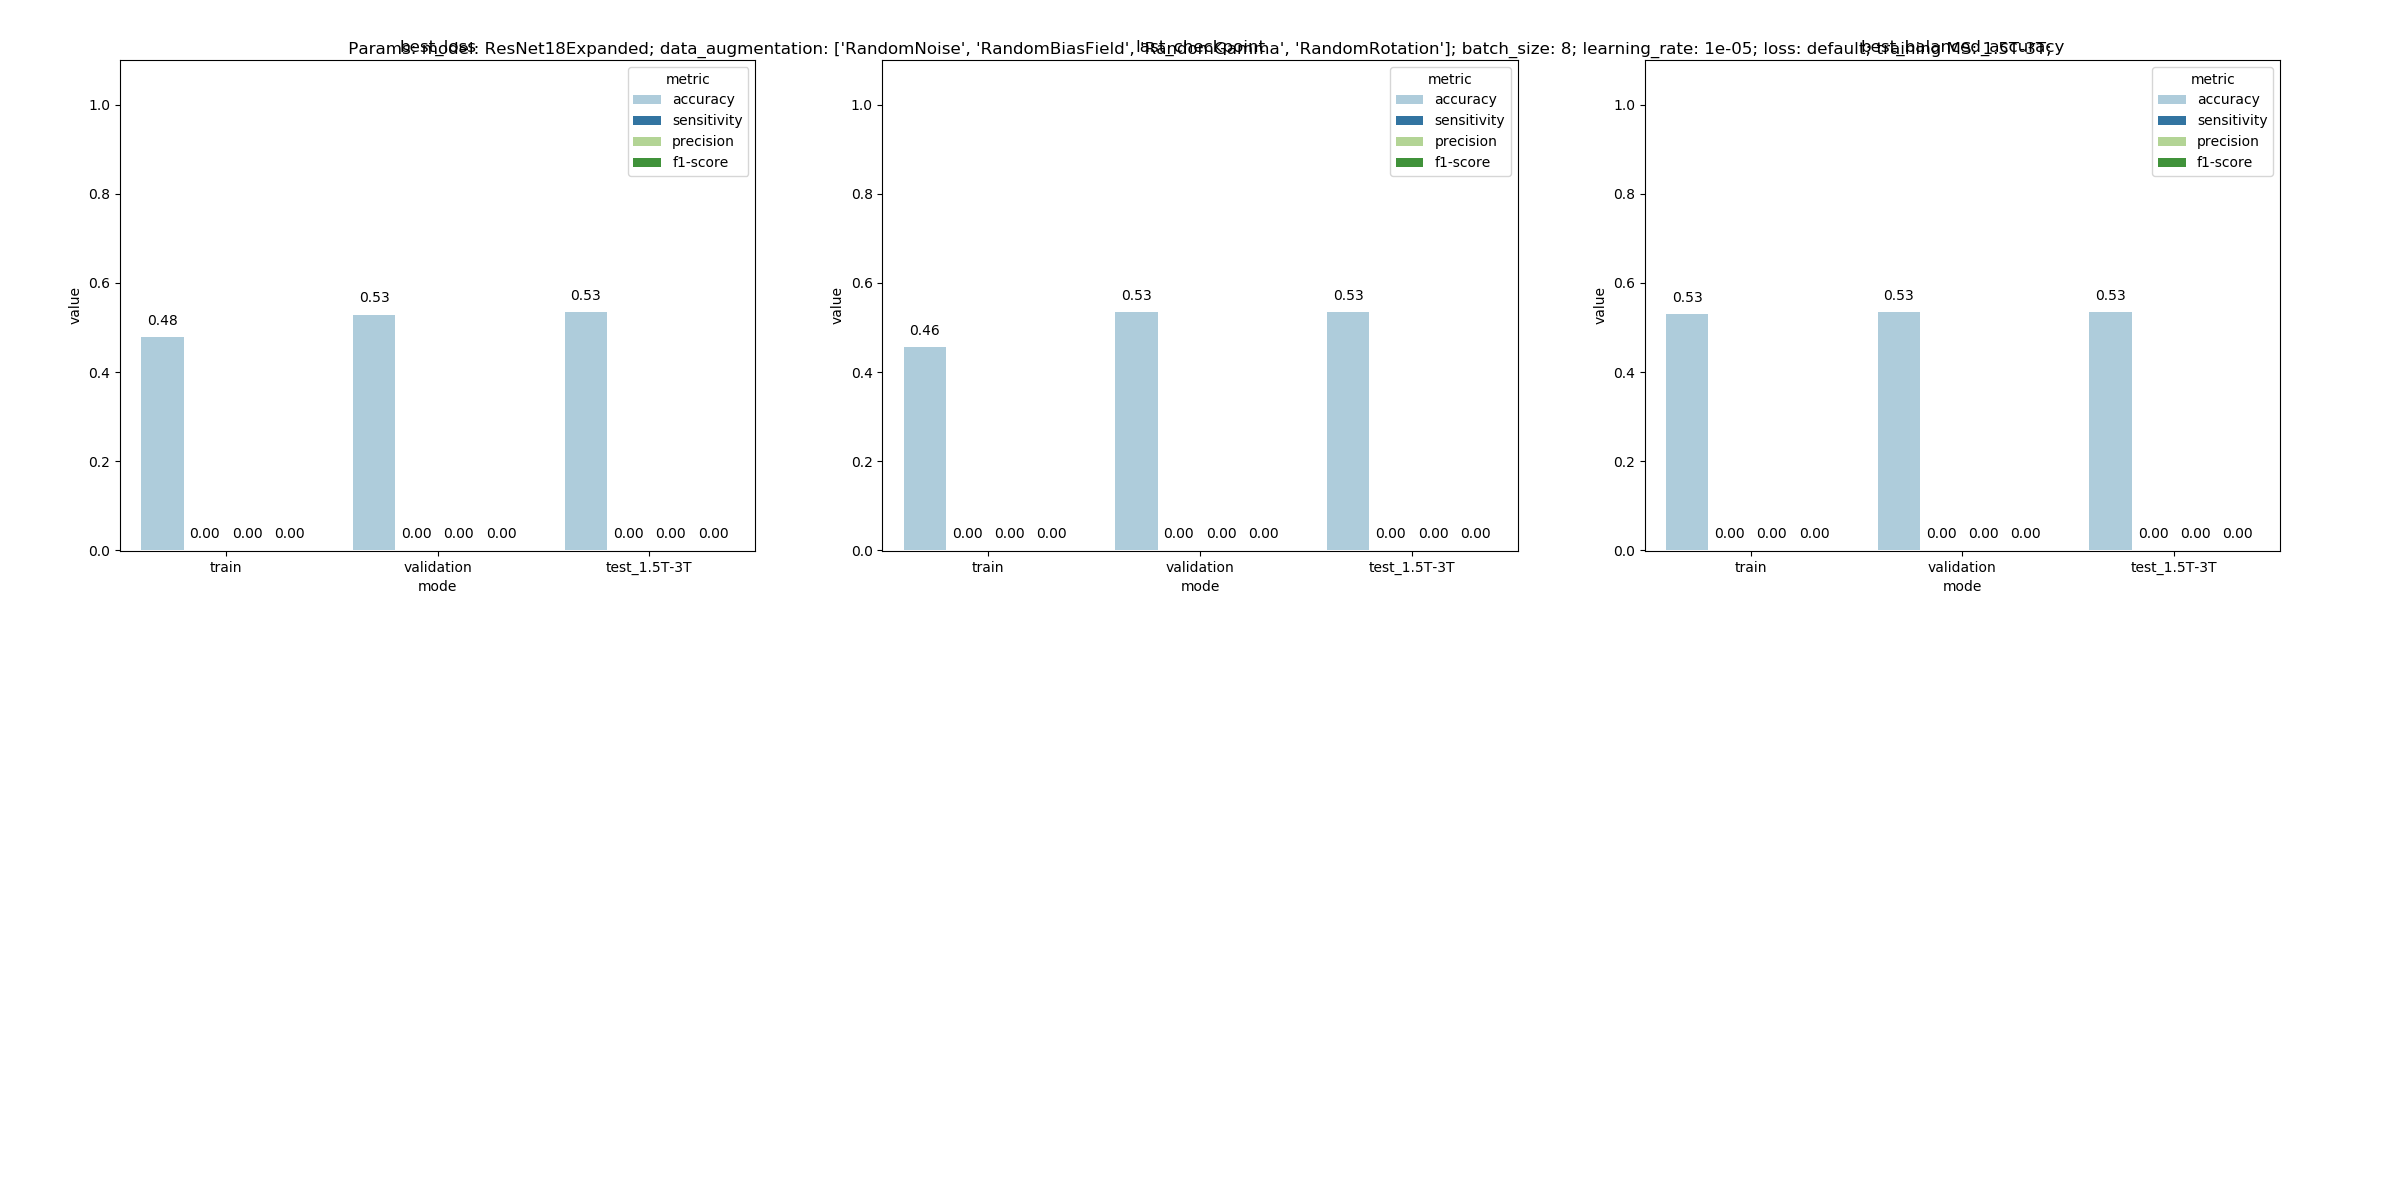 best_loss
last_checkpoint
best_balanced_accuracy
Params: model: ResNet18Expanded; data_augmentation: ['RandomNoise', 'RandomBiasField', 'RandomGamma', 'RandomRotation']; batch_size: 8; learning_rate: 1e-05; loss: default; training MS: 1.5T-3T;
metric
accuracy
sensitivity
precision
f1-score
1.0
0.8
0.6
0.4
0.2
0.0
value
0.48
0.00 0.00 0.00
0.53
0.00 0.00 0.00
0.53
0.00 0.00 0.00
train validation test_1.5T-3T
mode
metric
accuracy
sensitivity
precision
f1-score
1.0
0.8
0.6
0.4
0.2
0.0
value
0.46
0.00 0.00 0.00
0.53
0.00 0.00 0.00
0.53
0.00 0.00 0.00
train validation test_1.5T-3T
mode
metric
accuracy
sensitivity
precision
f1-score
1.0
0.8
0.6
0.4
0.2
0.0
value
0.53
0.00 0.00 0.00
0.53
0.00 0.00 0.00
0.53
0.00 0.00 0.00
train validation test_1.5T-3T
mode